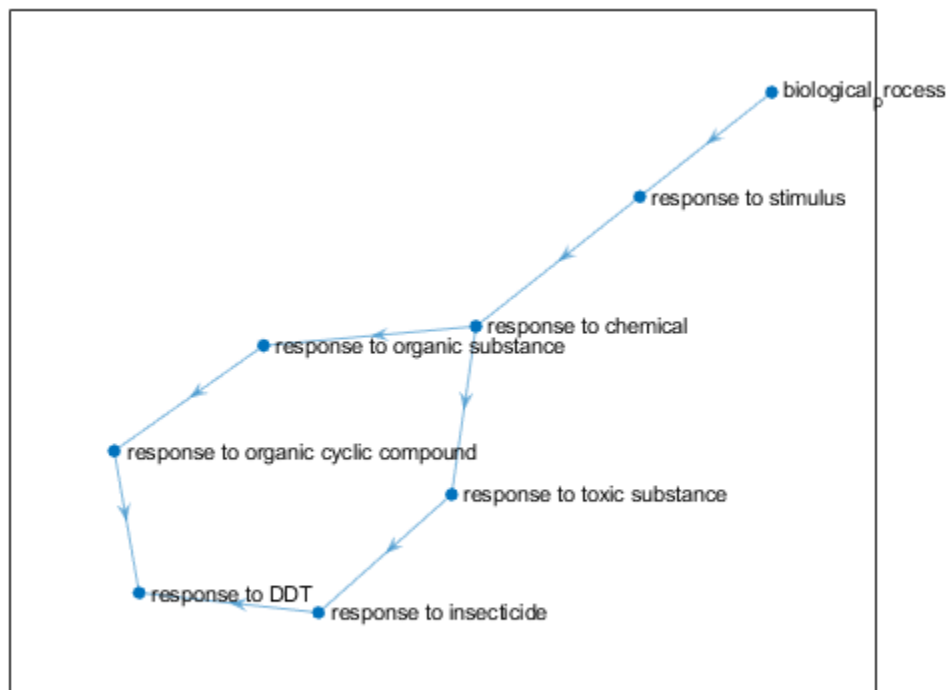 biological_process
response to stimulus
response to chemical
response to organic substance
response to organic cyclic compound
response to toxic substance
response to DDT
response to insecticide